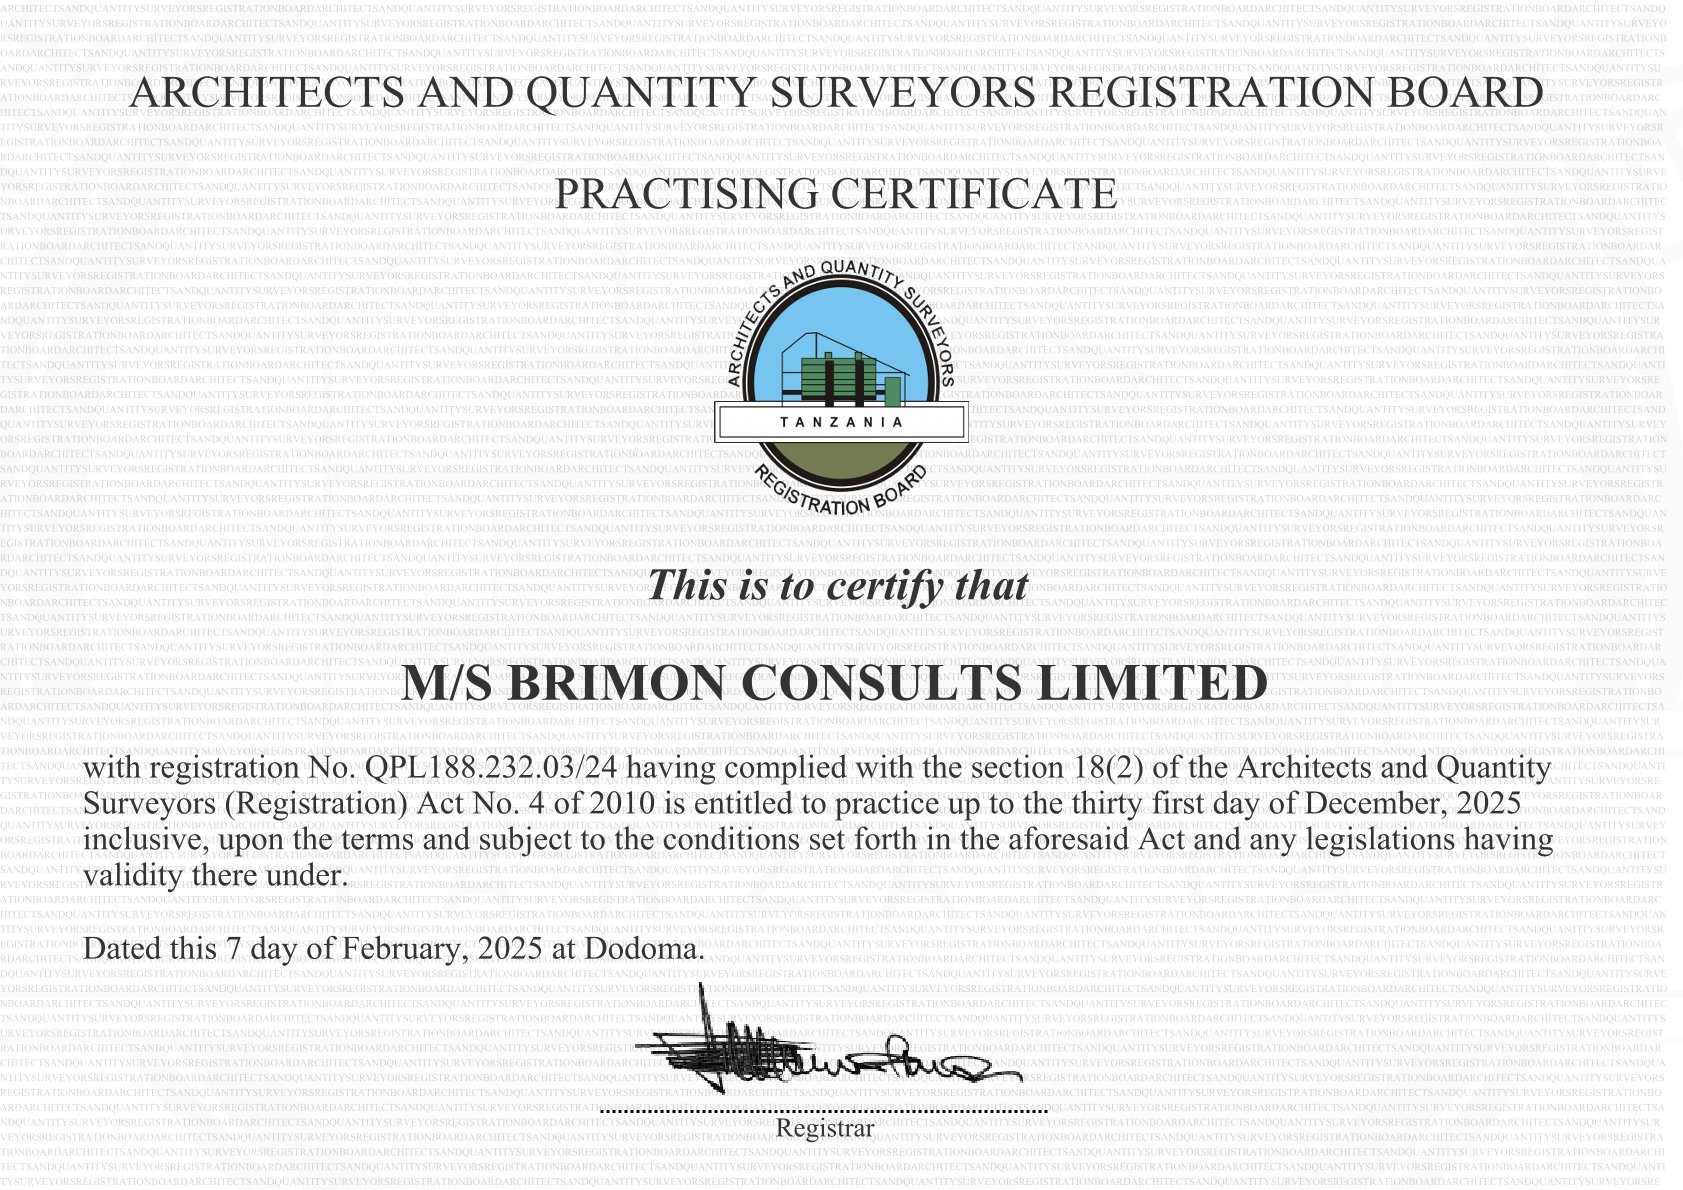 ARCHITECTS AND QUANTITY SURVEYORS REGISTRATION BOARD
PRACTISING CERTIFICATE
ARCHITECTS AND QUANTITY SURVEYORS
TANZANIA
REGISTRATION BOARD
This is to certify that
M/S BRIMON CONSULTS LIMITED
with registration No. QPL188.232.03/24 having complied with the section 18(2) of the Architects and Quantity
Surveyors (Registration) Act No. 4 of 2010 is entitled to practice up to the thirty first day of December, 2025
inclusive, upon the terms and subject to the conditions set forth in the aforesaid Act and any legislations having
validity there under.
Dated this 7 day of February, 2025 at Dodoma.
Registrar